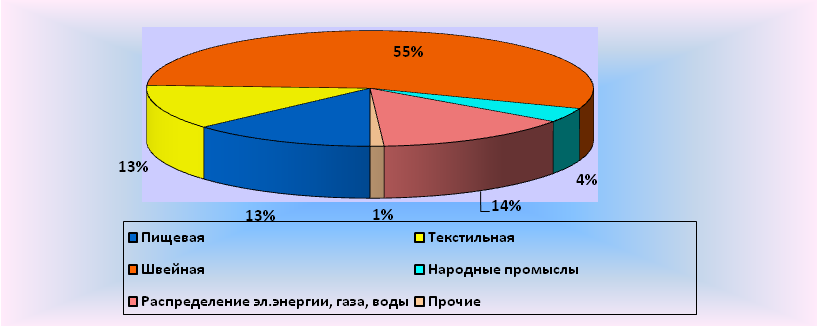 55%
13%
4%
14%
13%
1%
Пищевая
Текстильная
Швейная
Народные промыслы
Распределение эл.энергии, газа, воды
Прочие